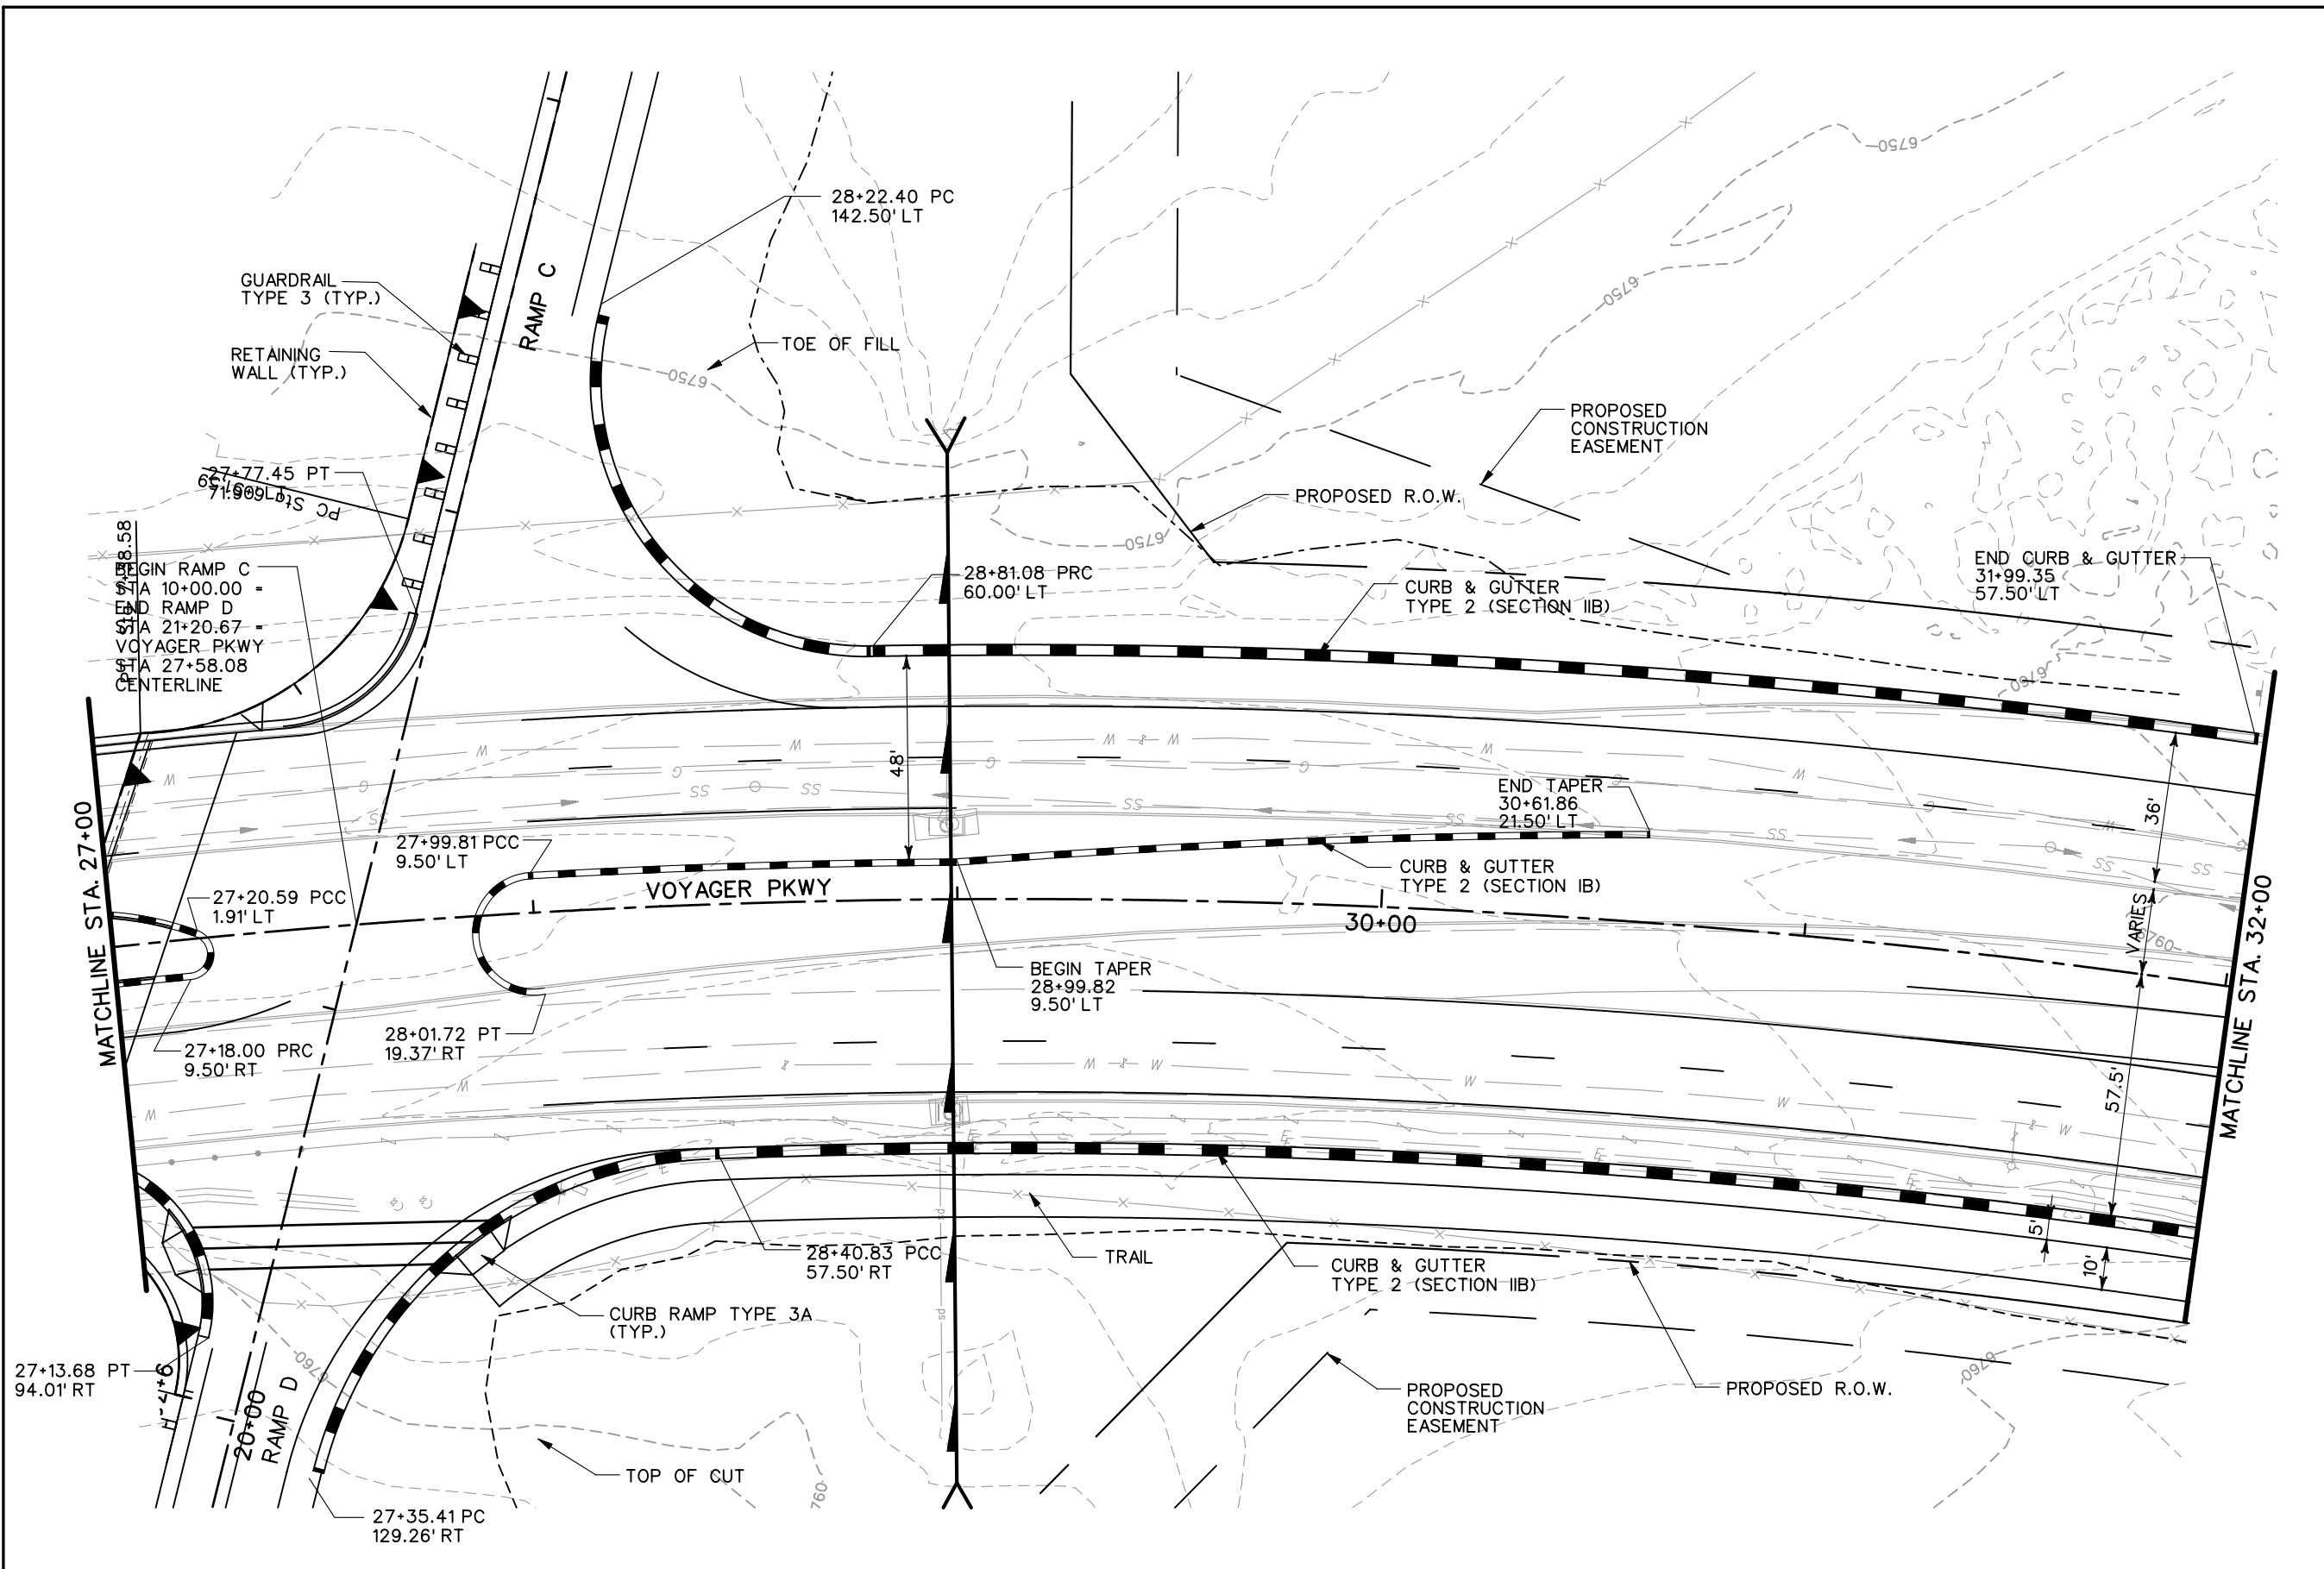 28+22.40 PC
142.50' LT
6750
GUARDRAIL
TYPE 3 (TYP.)
RAMP C
6750
RETAINING
WALL (TYP.)
TOE OF FILL
6750
PROPOSED
CONSTRUCTION
EASEMENT
27+77.45 PT
PROPOSED R.O.W.
6750
BEGIN RAMP C
STA 10+00.00 =
END RAMP D
STA 21+20.67 =
VOYAGER PKWY
STA 27+58.08
CENTERLINE
28+81.08 PRC
60.00' LT
CURB & GUTTER
TYPE 2 (SECTION IIB)
END CURB & GUTTER
31+99.35
57.50' LT
6760
48'
36'
END TAPER
30+61.86
21.50' LT
27+99.81 PCC
9.50' LT
CURB & GUTTER
TYPE 2 (SECTION IB)
VOYAGER PKWY
27+20.59 PCC
1.91' LT
30+00
VARIES
6760
MATCHLINE STA. 27+00
MATCHLINE STA. 32+00
BEGIN TAPER
28+99.82
9.50' LT
28+01.72 PT
19.37' RT
27+18.00 PRC
9.50' RT
57.5'
5'
10'
28+40.83 PCC
57.50' RT
TRAIL
CURB & GUTTER
TYPE 2 (SECTION IIB)
CURB RAMP TYPE 3A
(TYP.)
27+13.68 PT
94.01' RT
6760
20+00
RAMP D
PROPOSED
CONSTRUCTION
EASEMENT
PROPOSED R.O.W.
6760
TOP OF CUT
760
27+35.41 PC
129.26' RT